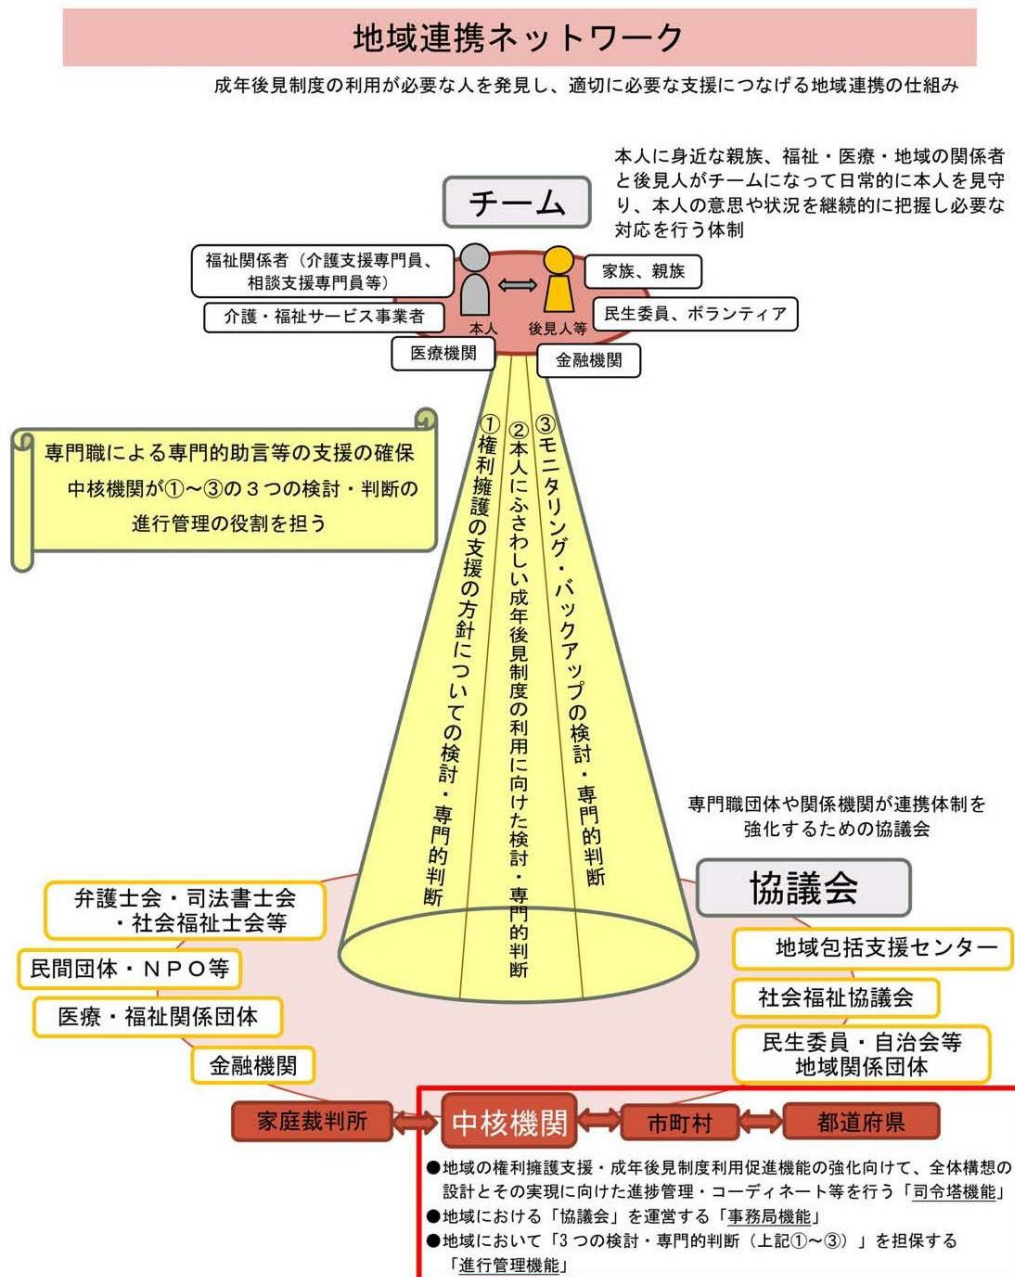 地域連携ネットワーク
成年後見制度の利用が必要な人を発見し、適切に必要な支援につなげる地域連携の仕組み
本人に身近な親族、福祉・医療・地域の関係者
と後見人がチームになって日常的に本人を見守
り、本人の意思や状況を継続的に把握し必要な
対応を行う体制
チーム
福祉関係者（介護支援専門員、
相談支援専門員等）
家族、親族
介護・福祉サービス事業者
民生委員、ボランティア
本人
後見人等
医療機関
金融機関
専門職による専門的助言等の支援の確保
中核機関が①～③の３つの検討・判断の
進行管理の役割を担う
①権利擁護の支援の方針についての検討・専門的判断
②本人にふさわしい成年後見制度の利用に向けた検討・専門的判断
③モニタリング・バックアップの検討・専門的判断
専門職団体や関係機関が連携体制を
強化するための協議会
協議会
弁護士会・司法書士会
・社会福祉士会等
民間団体・ＮＰＯ等
医療・福祉関係団体
金融機関
地域包括支援センター
社会福祉協議会
民生委員・自治会等
地域関係団体
家庭裁判所
中核機関
市町村
都道府県
●地域の権利擁護支援・成年後見制度利用促進機能の強化向けて、全体構想の
設計とその実現に向けた進捗管理・コーディネート等を行う「司令塔機能」
●地域における「協議会」を運営する「事務局機能」
●地域において「3つの検討・専門的判断（上記①～③）」を担保する
「進行管理機能」